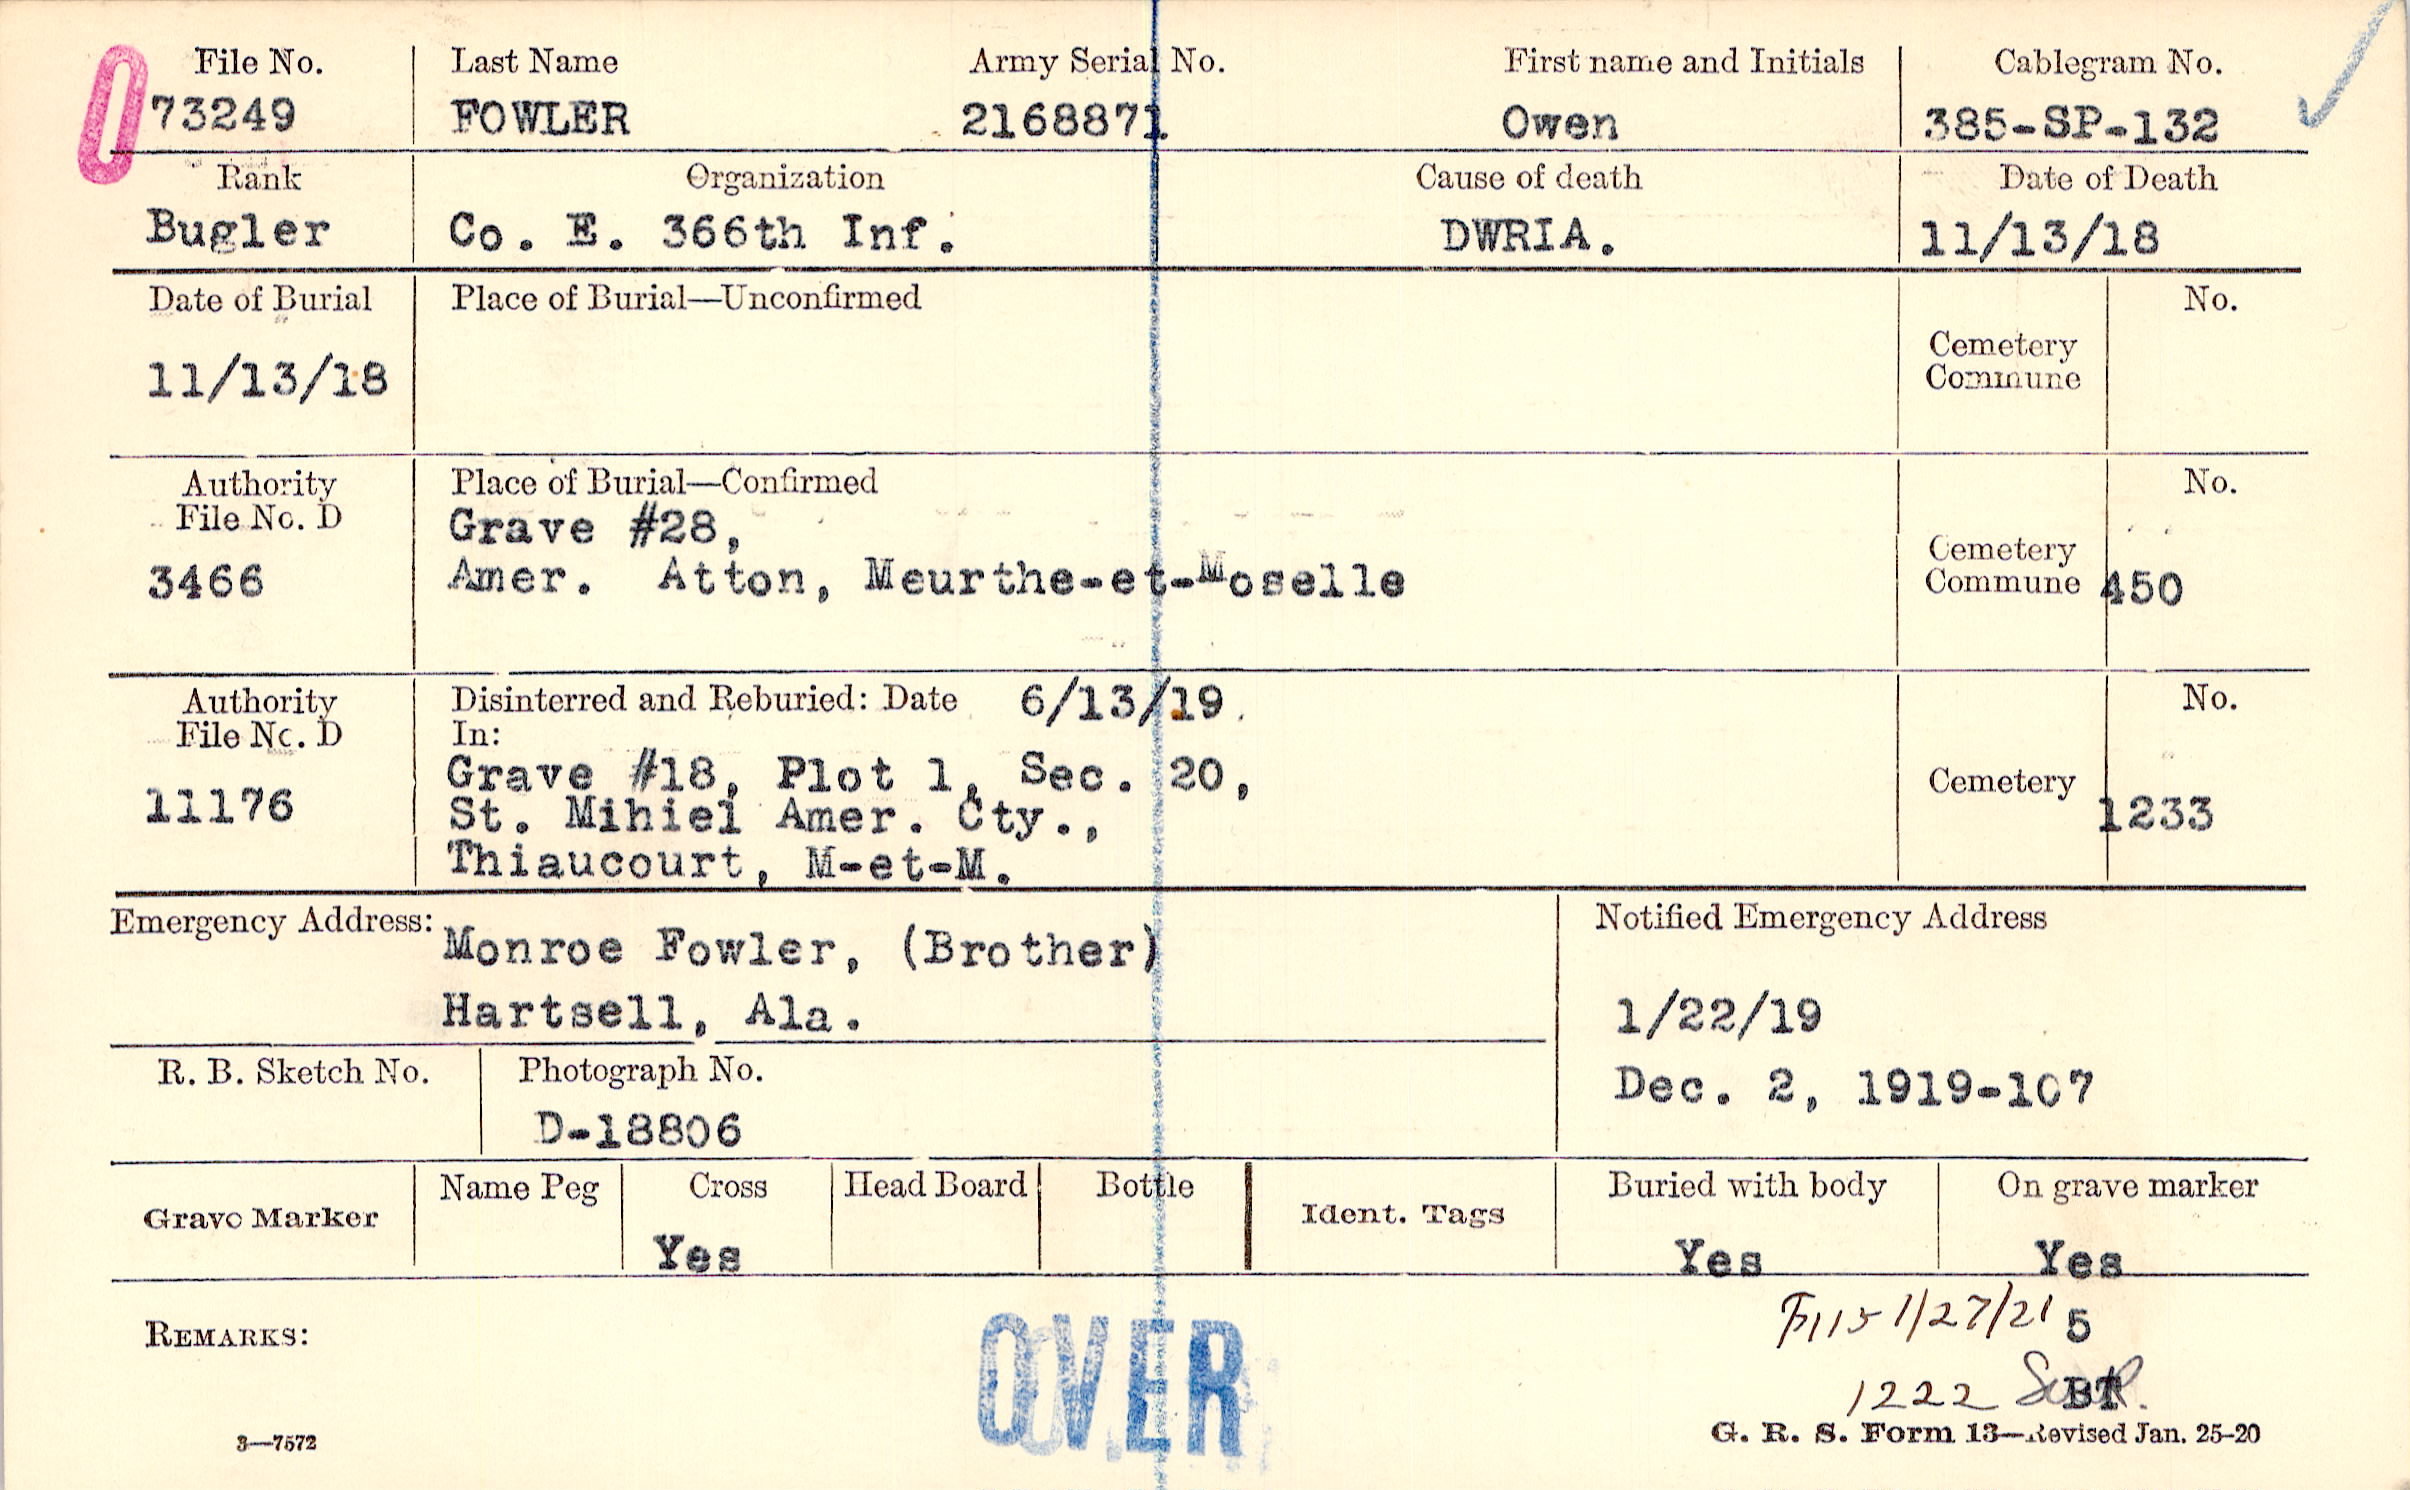 File No. Last Name Army Serial No. First name and Initials Cablegram No.
73249 FOWLER 2168871 Owen 385-SP-132
Rank Organization Cause of death Date of Death
Bugler Co. E. 366th Inf. DWRIA. 11/13/18
Date of Burial Place of Burial—Unconfirmed No.
Cemetery
Commune
11/13/18
Authority Place of Burial—Confirmed No.
File No. D
Grave #28,
Cemetery
3466 Amer. Atton, Meurthe-et-Moselle Commune 450
Authority Disinterred and Reburied: Date 6/13/19 No.
File No. D In:
Grave #18, Plot 1, Sec. 20, Cemetery
11176 St. Mihiel Amer. Cty., 1233
Thiaucourt, M-et-M.
Emergency Address: Notified Emergency Address
Monroe Fowler, (Brother)
Hartsell, Ala. 1/22/19
R. B. Sketch No. Photograph No. Dec. 2, 1919-107
D-18806
Name Peg Cross Head Board Bottle Buried with body On grave marker
Grave Marker Ident. Tags
Yes Yes Yes
1/27/21 5
REMARKS: OVER
1222 BT.
3—7572 G. R. S. Form 13—Revised Jan. 25-20